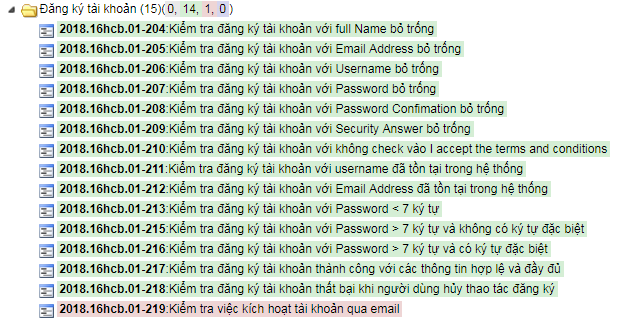 Đăng ký tài khoản (15)( 0, 14, 1, 0 )
2018.16hcb.01-204:Kiểm tra đăng ký tài khoản với full Name bỏ trống
2018.16hcb.01-205:Kiểm tra đăng ký tài khoản với Email Address bỏ trống
2018.16hcb.01-206:Kiểm tra đăng ký tài khoản với Username bỏ trống
2018.16hcb.01-207:Kiểm tra đăng ký tài khoản với Password bỏ trống
2018.16hcb.01-208:Kiểm tra đăng ký tài khoản với Password Confimation bỏ trống
2018.16hcb.01-209:Kiểm tra đăng ký tài khoản với Security Answer bỏ trống
2018.16hcb.01-210:Kiểm tra đăng ký tài khoản với không check vào I accept the terms and conditions
2018.16hcb.01-211:Kiểm tra đăng ký tài khoản với username đã tồn tại trong hệ thống
2018.16hcb.01-212:Kiểm tra đăng ký tài khoản với Email Address đã tồn tại trong hệ thống
2018.16hcb.01-213:Kiểm tra đăng ký tài khoản với Password < 7 ký tự
2018.16hcb.01-215:Kiểm tra đăng ký tài khoản với Password > 7 ký tự và không có ký tự đặc biệt
2018.16hcb.01-216:Kiểm tra đăng ký tài khoản với Password > 7 ký tự và có ký tự đặc biệt
2018.16hcb.01-217:Kiểm tra đăng ký tài khoản thành công với các thông tin hợp lệ và đầy đủ
2018.16hcb.01-218:Kiểm tra đăng ký tài khoản thất bại khi người dùng hủy thao tác đăng ký
2018.16hcb.01-219:Kiểm tra việc kích hoạt tài khoản qua email